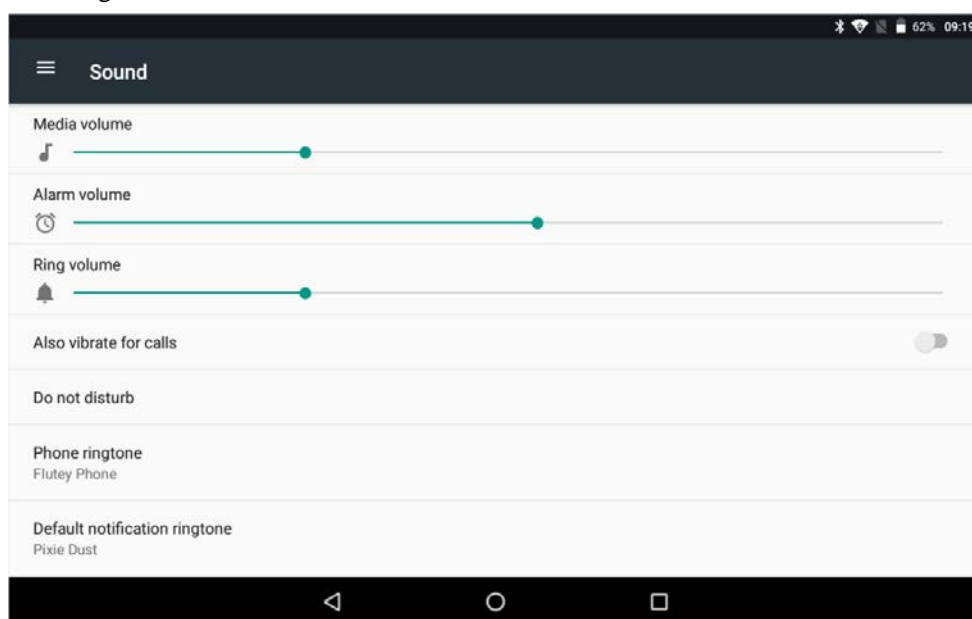 62% 09:19
Sound
Media volume
Alarm volume
Ring volume
Also vibrate for calls
Do not disturb
Phone ringtone
Flutey Phone
Default notification ringtone
Pixie Dust